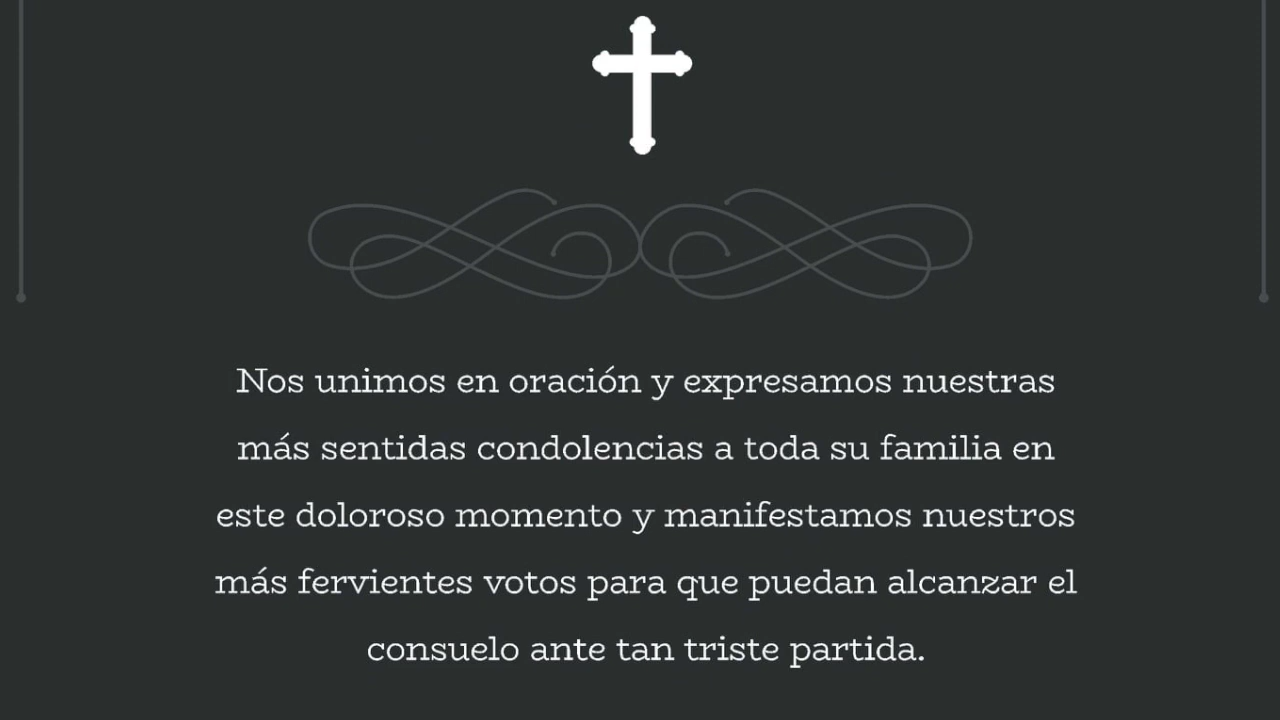 Nos unimos en oración y expresamos nuestras
más sentidas condolencias a toda su familia en
este doloroso momento y manifestamos nuestros
más fervientes votos para que puedan alcanzar el
consuelo ante tan triste partida.